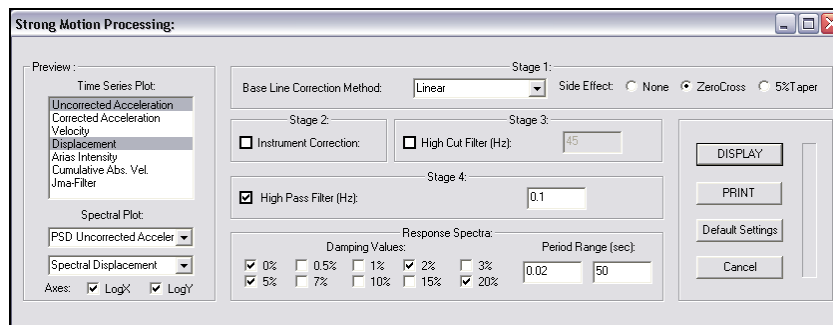 Strong Motion Processing:
Preview :
Time Series Plot:
Uncorrected Acceleration
Corrected Acceleration
Velocity
Displacement
Arias Intensity
Cumulative Abs. Vel.
Jma-Filter
Spectral Plot:
PSD Uncorrected Acceler
Spectral Displacement
Axes: LogX LogY
Stage 1:
Base Line Correction Method: Linear Side Effect: None ZeroCross 5%Taper
Stage 2:
Instrument Correction:
Stage 3:
High Cut Filter (Hz): 45
Stage 4:
High Pass Filter (Hz): 0.1
Response Spectra:
Damping Values: Period Range (sec):
0% 0.5% 1% 2% 3% 0.02 50
5% 7% 10% 15% 20%
DISPLAY
PRINT
Default Settings
Cancel